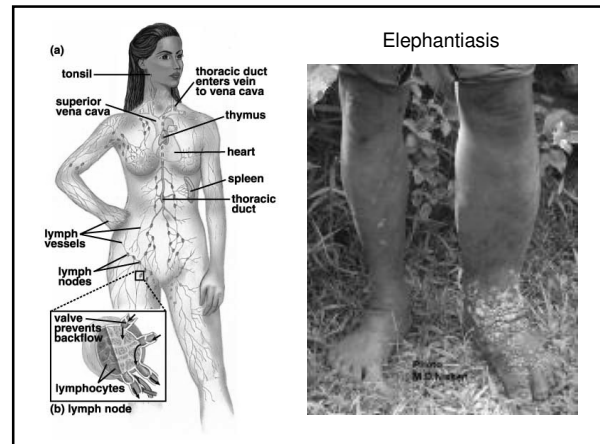 Elephantiasis
(a)
tonsil
thoracic duct
enters vein
to vena cava
superior
vena cava
thymus
heart
spleen
thoracic
duct
lymph
vessels
lymph
nodes
valve
prevents
backflow
lymphocytes
(b) lymph node
Photo